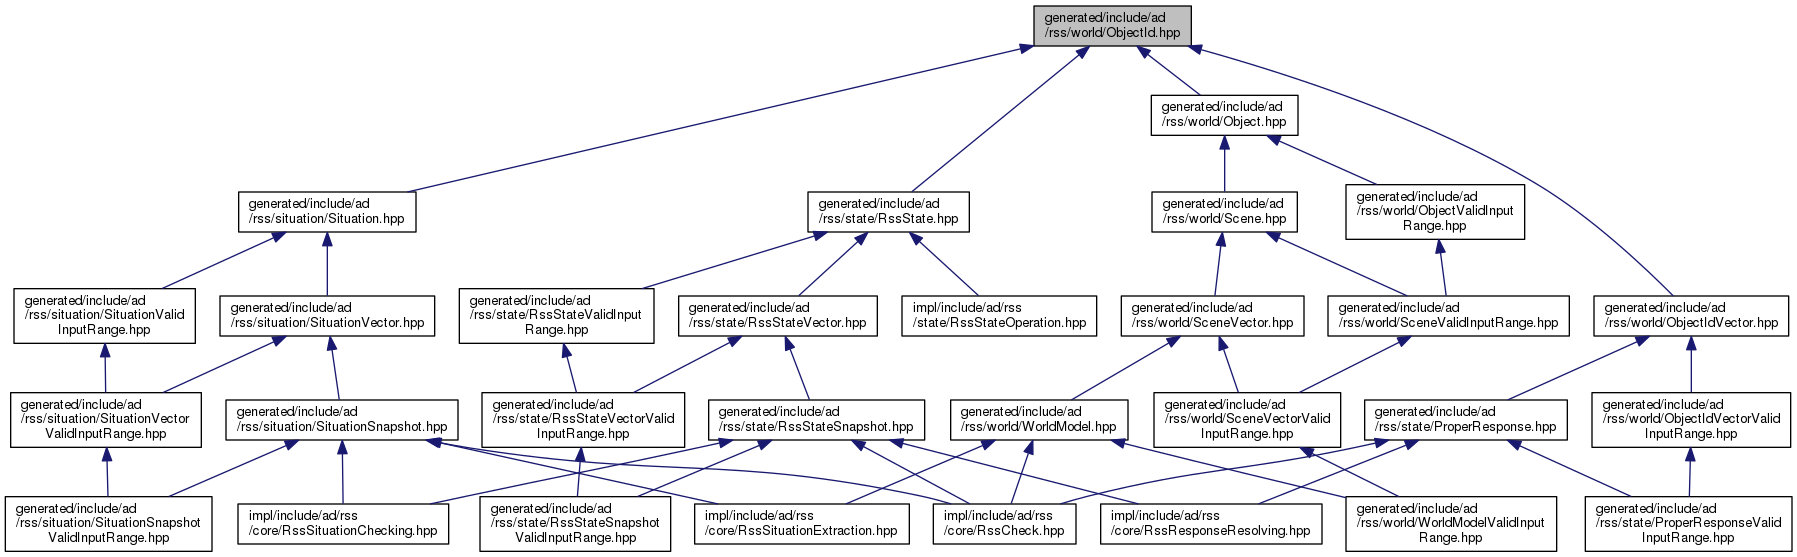 generated/include/ad
/rss/world/ObjectId.hpp
generated/include/ad
/rss/world/Object.hpp
generated/include/ad
/rss/situation/Situation.hpp
generated/include/ad
/rss/state/RssState.hpp
generated/include/ad
/rss/world/Scene.hpp
generated/include/ad
/rss/world/ObjectValidInput
Range.hpp
generated/include/ad
/rss/situation/SituationValid
InputRange.hpp
generated/include/ad
/rss/situation/SituationVector.hpp
generated/include/ad
/rss/state/RssStateValidInput
Range.hpp
generated/include/ad
/rss/state/RssStateVector.hpp
impl/include/ad/rss
/state/RssStateOperation.hpp
generated/include/ad
/rss/world/SceneVector.hpp
generated/include/ad
/rss/world/SceneValidInputRange.hpp
generated/include/ad
/rss/world/ObjectIdVector.hpp
generated/include/ad
/rss/situation/SituationVector
ValidInputRange.hpp
generated/include/ad
/rss/situation/SituationSnapshot.hpp
generated/include/ad
/rss/state/RssStateVectorValid
InputRange.hpp
generated/include/ad
/rss/state/RssStateSnapshot.hpp
generated/include/ad
/rss/world/WorldModel.hpp
generated/include/ad
/rss/world/SceneVectorValid
InputRange.hpp
generated/include/ad
/rss/state/ProperResponse.hpp
generated/include/ad
/rss/world/ObjectIdVectorValid
InputRange.hpp
generated/include/ad
/rss/situation/SituationSnapshot
ValidInputRange.hpp
impl/include/ad/rss
/core/RssSituationChecking.hpp
generated/include/ad
/rss/state/RssStateSnapshot
ValidInputRange.hpp
impl/include/ad/rss
/core/RssSituationExtraction.hpp
impl/include/ad/rss
/core/RssCheck.hpp
impl/include/ad/rss
/core/RssResponseResolving.hpp
generated/include/ad
/rss/world/WorldModelValidInput
Range.hpp
generated/include/ad
/rss/state/ProperResponseValid
InputRange.hpp